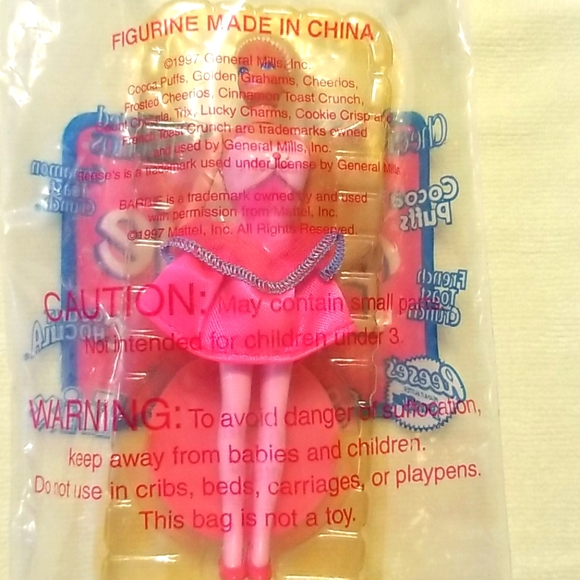 FIGURINE MADE IN CHINA
©1997 General Mills, Inc.
Cocoa Puffs, Golden Grahams, Cheerios,
Frosted Cheerios, Cinnamon Toast Crunch,
Count Chocula, Trix, Lucky Charms, Cookie Crisp and
French Toast Crunch are trademarks owned
and used by General Mills, Inc.
Reese's is a trademark used under license by General Mills.
BARBIE is a trademark owned by and used
with permission from Mattel, Inc.
©1997 Mattel, Inc. All Rights Reserved.
CAUTION: May contain small parts.
Not intended for children under 3.
WARNING: To avoid danger of suffocation,
keep away from babies and children.
Do not use in cribs, beds, carriages, or playpens.
This bag is not a toy.
Cocoa
Puffs
French
Toast
Crunch
Reese's